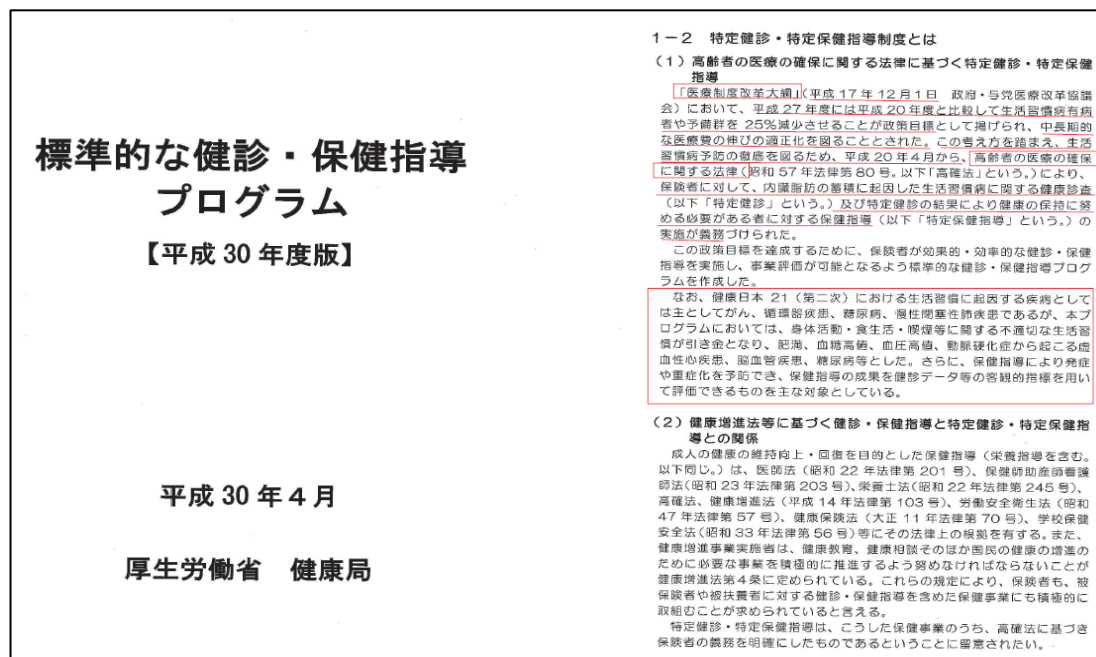 標準的な健診・保健指導
プログラム
【平成 30 年度版】
平成 30 年４月
厚生労働省　健康局
１－２　特定健診・特定保健指導制度とは
（１）高齢者の医療の確保に関する法律に基づく特定健診・特定保健
指導
「医療制度改革大綱」（平成 17 年 12 月１日　政府・与党医療改革協議
会）において、平成 27 年度には平成 20 年度と比較して生活習慣病有病
者や予備群を 25％減少させることが政策目標として掲げられ、中長期的
な医療費の伸びの適正化を図ることとされた。この考え方を踏まえ、生活
習慣病予防の徹底を図るため、平成 20 年４月から、高齢者の医療の確保
に関する法律（昭和 57 年法律第 80 号。以下「高確法」という。）により、
保険者に対して、内臓脂肪の蓄積に起因した生活習慣病に関する健康診査
（以下「特定健診」という。）及び特定健診の結果により健康の保持に努
める必要がある者に対する保健指導（以下「特定保健指導」という。）の
実施が義務づけられた。
この政策目標を達成するために、保険者が効果的・効率的な健診・保健
指導を実施し、事業評価が可能となるよう標準的な健診・保健指導プログ
ラムを作成した。
なお、健康日本 21（第二次）における生活習慣に起因する疾病として
は主としてがん、循環器疾患、糖尿病、慢性閉塞性肺疾患であるが、本プ
ログラムにおいては、身体活動・食生活・喫煙等に関する不適切な生活習
慣が引き金となり、肥満、血糖高値、血圧高値、動脈硬化症から起こる虚
血性心疾患、脳血管疾患、糖尿病等とした。さらに、保健指導により発症
や重症化を予防でき、保健指導の成果を健診データ等の客観的指標を用い
て評価できるものを主な対象としている。
（２）健康増進法等に基づく健診・保健指導と特定健診・特定保健指
導との関係
成人の健康の維持向上・回復を目的とした保健指導（栄養指導を含む。
以下同じ。）は、医師法（昭和 22 年法律第 201 号）、保健師助産師看護
師法（昭和 23 年法律第 203 号）、栄養士法（昭和 22 年法律第 245 号）、
高確法、健康増進法（平成 14 年法律第 103 号）、労働安全衛生法（昭和
47 年法律第 57 号）、健康保険法（大正 11 年法律第 70 号）、学校保健
安全法（昭和 33 年法律第 56 号）等にその法律上の根拠を有する。また、
健康増進事業実施者は、健康教育、健康相談そのほか国民の健康の増進の
ために必要な事業を積極的に推進するよう努めなければならないことが
健康増進法第４条に定められている。これらの規定により、保険者も、被
保険者や被扶養者に対する健診・保健指導を含めた保健事業にも積極的に
取組むことが求められていると言える。
特定健診・特定保健指導は、こうした保健事業のうち、高確法に基づき
保険者の義務を明確にしたものであるということに留意されたい。